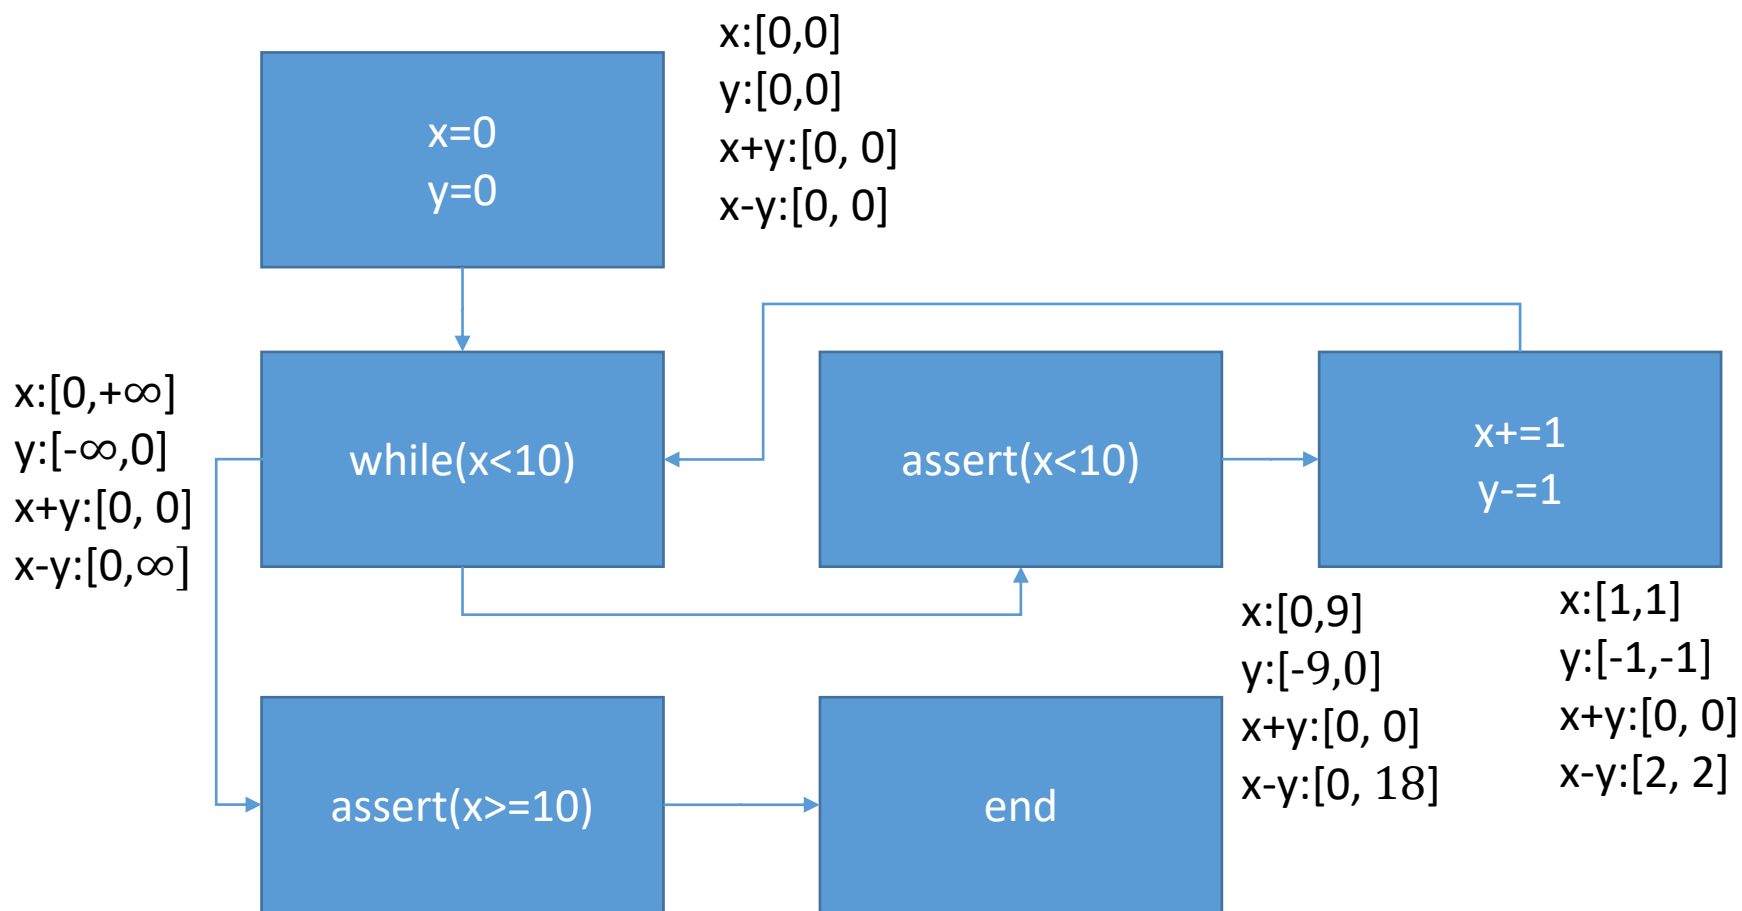 x=0
y=0
x:[0,0]
y:[0,0]
x+y:[0, 0]
x-y:[0, 0]
x:[0,+∞]
y:[-∞,0]
x+y:[0, 0]
x-y:[0,∞]
while(x<10)
assert(x<10)
x+=1
y-=1
x:[0,9]
y:[-9,0]
x+y:[0, 0]
x-y:[0, 18]
x:[1,1]
y:[-1,-1]
x+y:[0, 0]
x-y:[2, 2]
assert(x>=10)
end